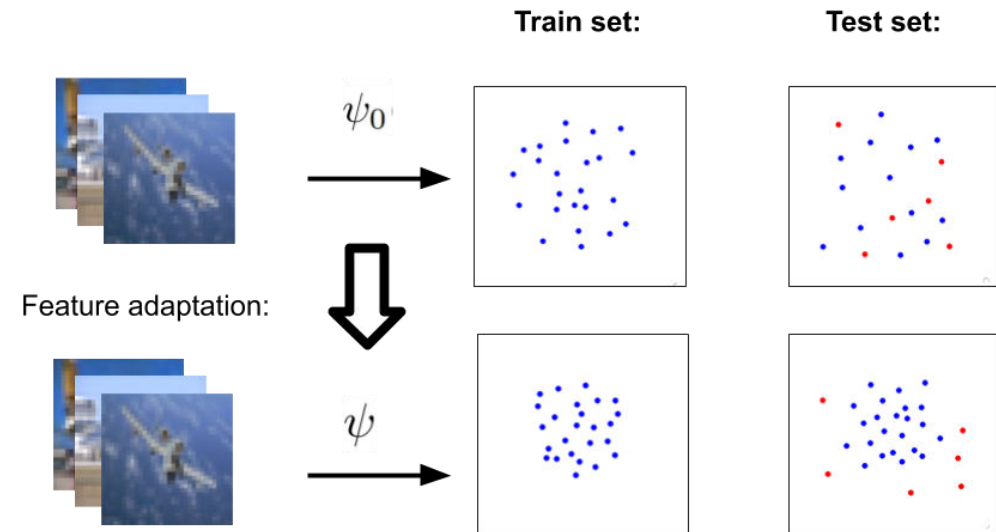 Train set:
Test set:
ψ₀
Feature adaptation:
ψ